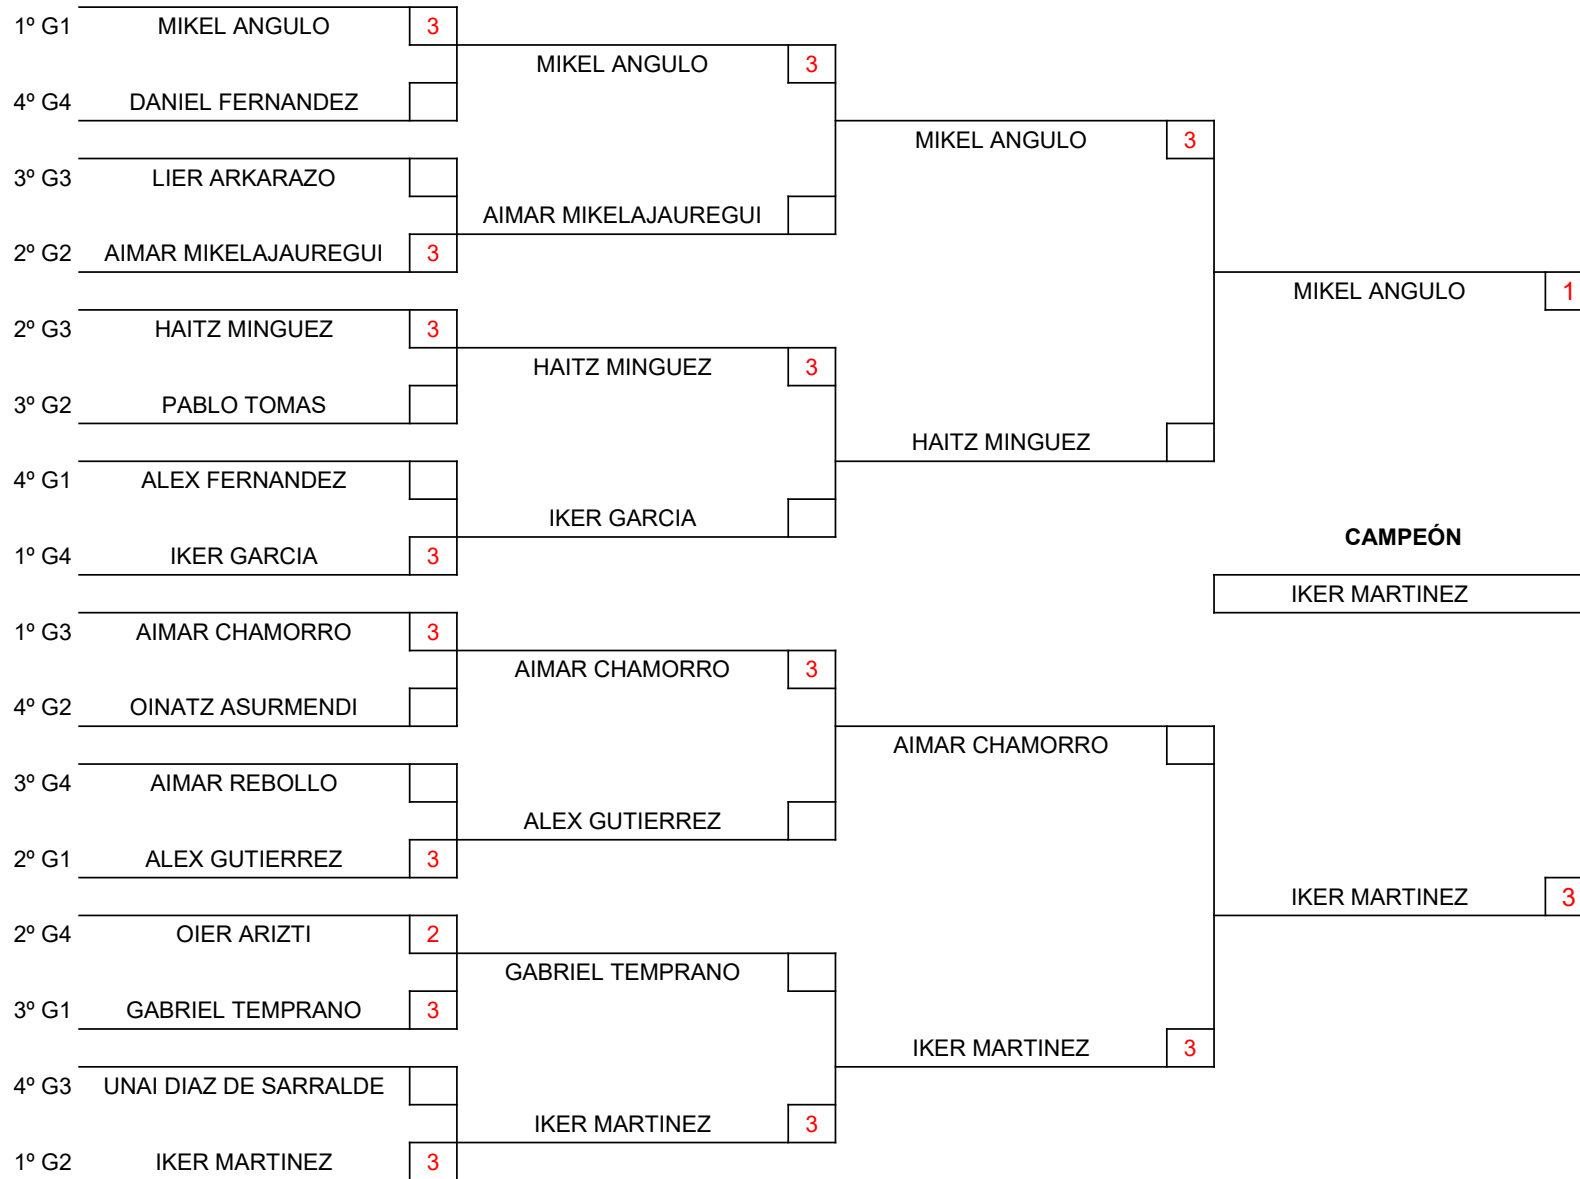 1º G1 MIKEL ANGULO 3
MIKEL ANGULO 3
4º G4 DANIEL FERNANDEZ
MIKEL ANGULO 3
3º G3 LIER ARKARAZO
AIMAR MIKELAJAUREGUI
2º G2 AIMAR MIKELAJAUREGUI 3
MIKEL ANGULO 1
2º G3 HAITZ MINGUEZ 3
HAITZ MINGUEZ 3
3º G2 PABLO TOMAS
HAITZ MINGUEZ
4º G1 ALEX FERNANDEZ
IKER GARCIA
CAMPEÓN
1º G4 IKER GARCIA 3
IKER MARTINEZ
1º G3 AIMAR CHAMORRO 3
AIMAR CHAMORRO 3
4º G2 OINATZ ASURMENDI
AIMAR CHAMORRO
3º G4 AIMAR REBOLLO
ALEX GUTIERREZ
2º G1 ALEX GUTIERREZ 3
IKER MARTINEZ 3
2º G4 OIER ARIZTI 2
GABRIEL TEMPRANO
3º G1 GABRIEL TEMPRANO 3
IKER MARTINEZ 3
4º G3 UNAI DIAZ DE SARRALDE
IKER MARTINEZ 3
1º G2 IKER MARTINEZ 3